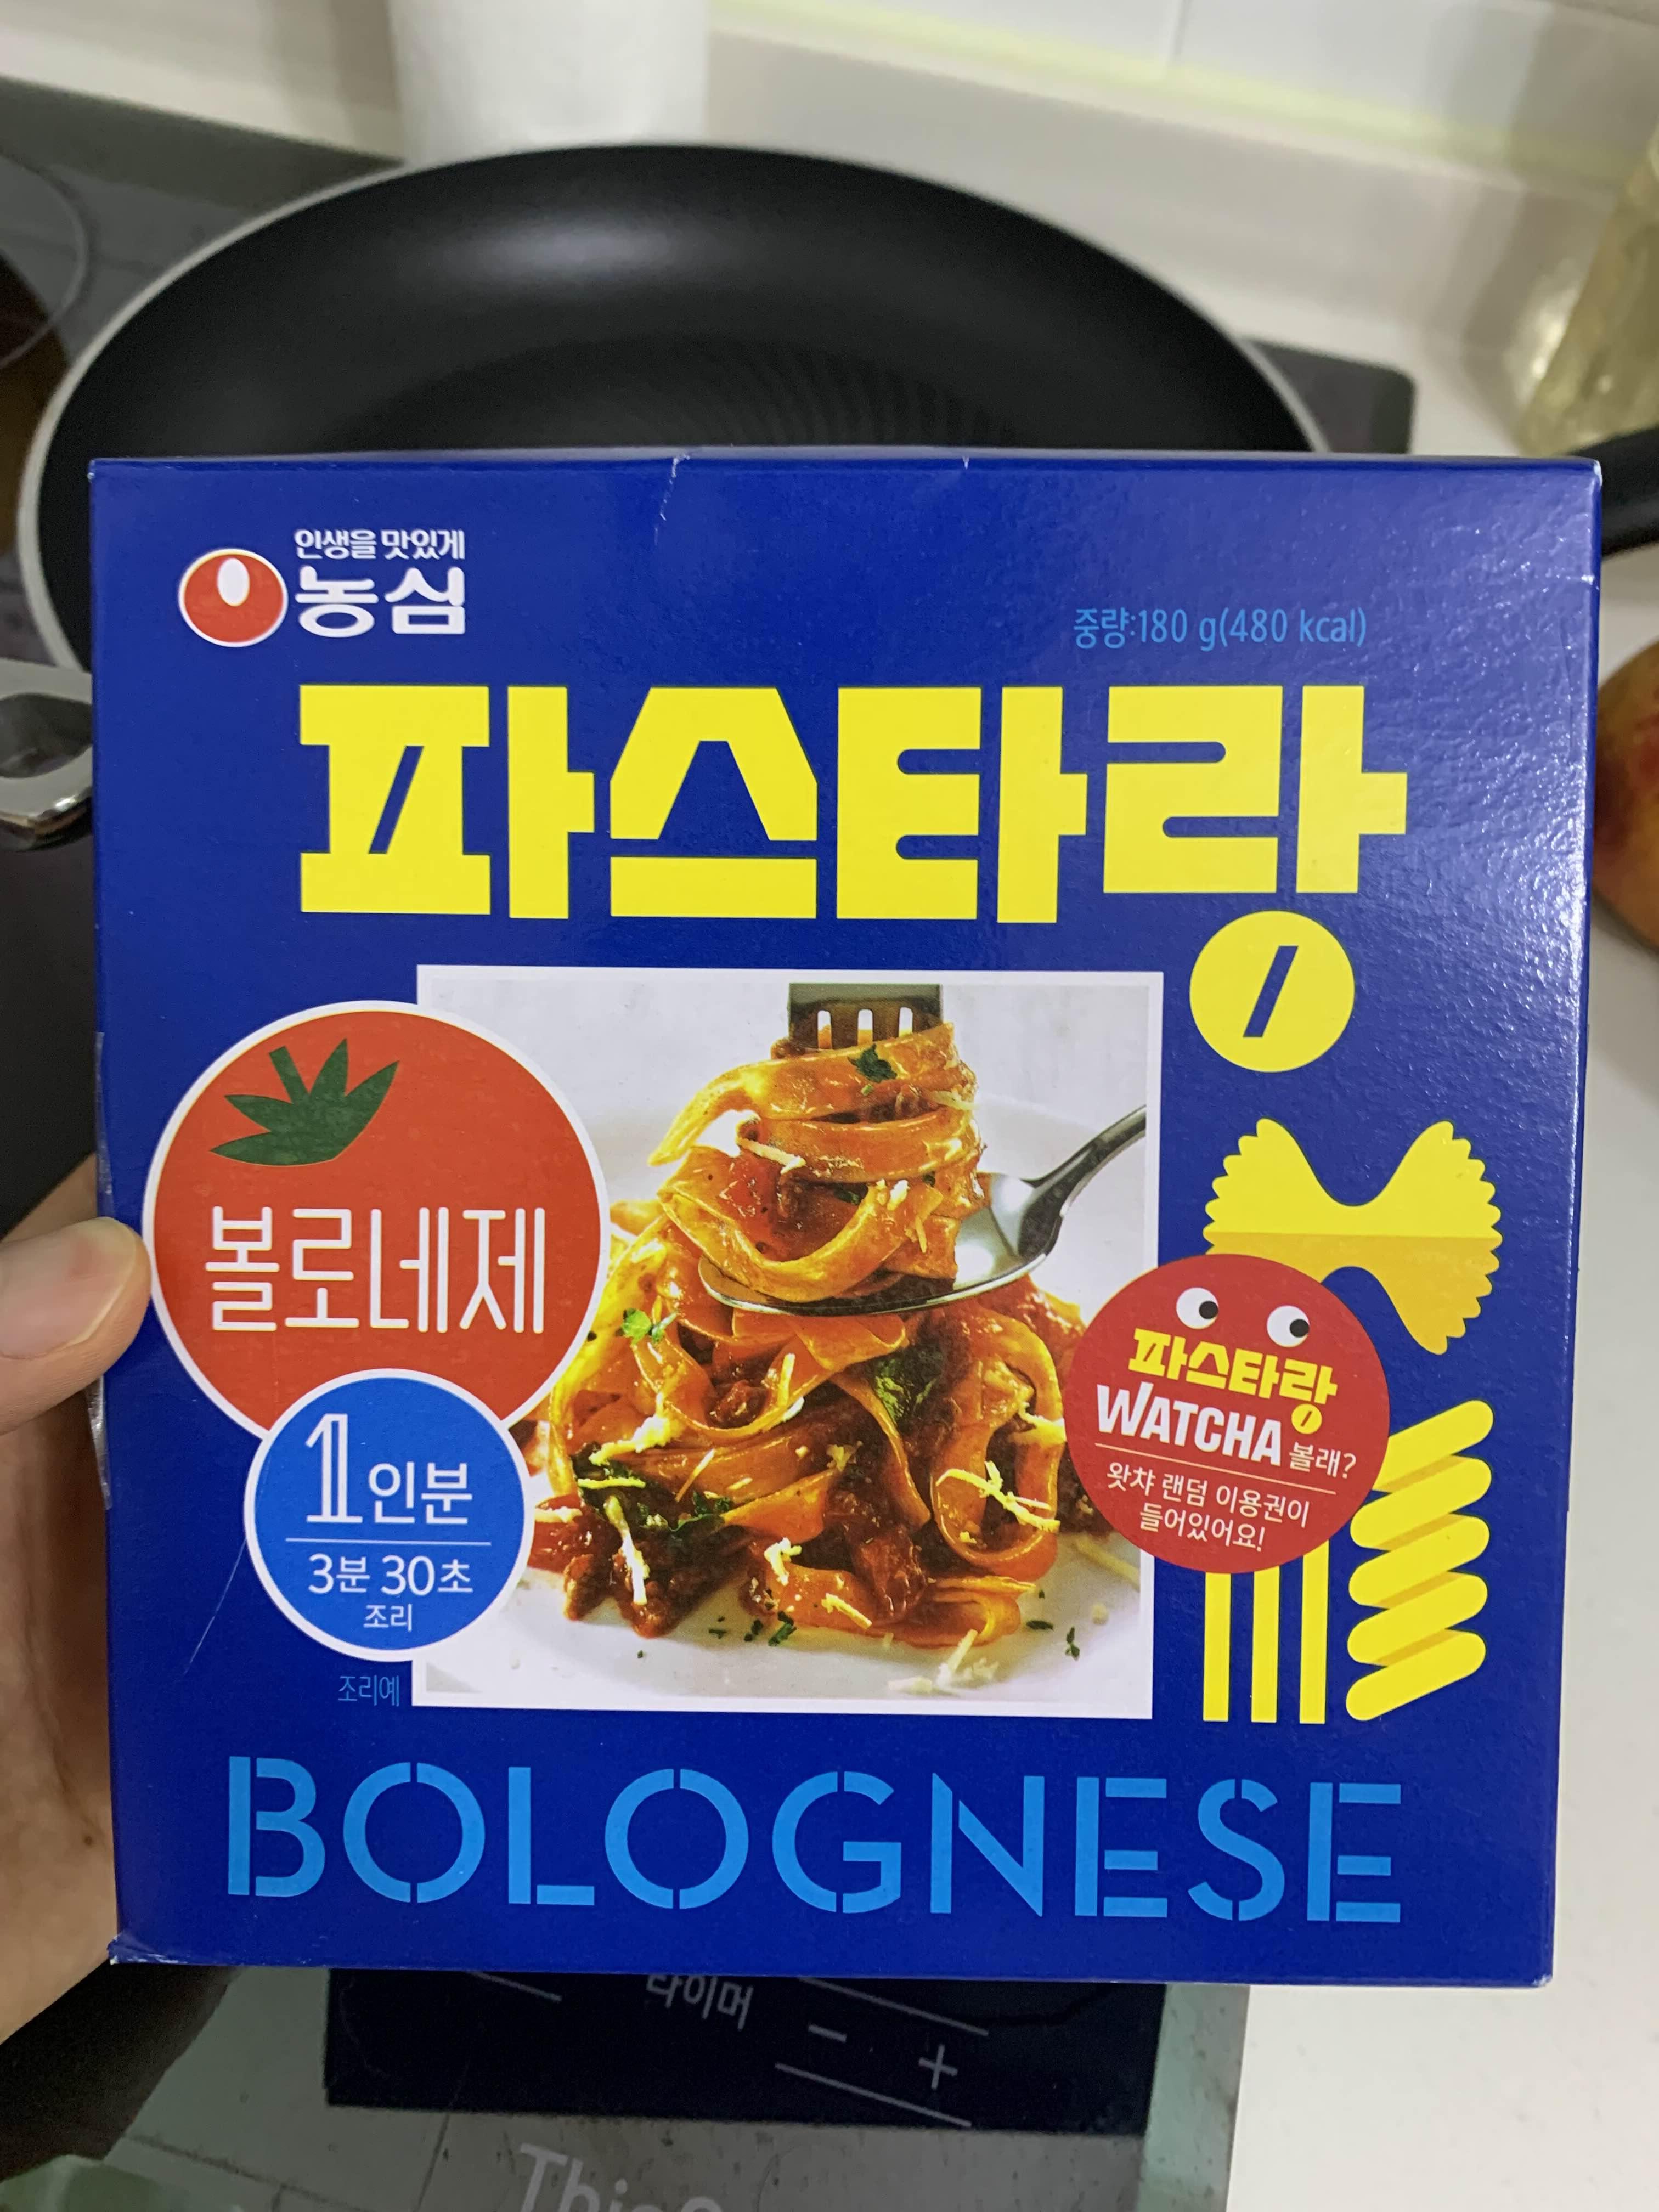 인생을 맛있게
농심
중량:180 g(480 kcal)
파스타랑
볼로네제
1인분
3분 30초
조리
조리예
파스타랑
WATCHA 볼래?
왓챠 랜덤 이용권이
들어있어요!
BOLOGNESE
타이머
- +